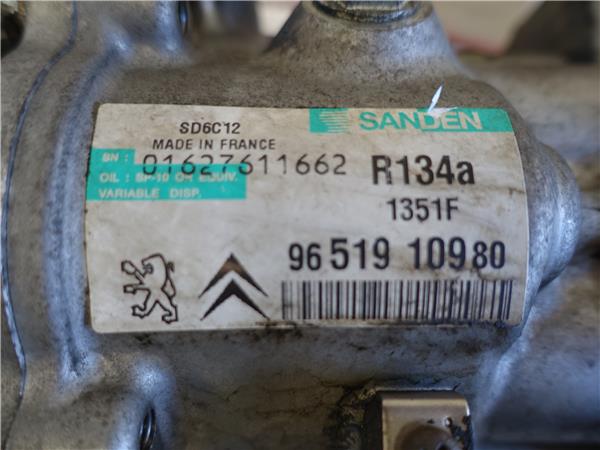 SD6C12
SANDEN
MADE IN FRANCE
SN : 01627611662
R134a
OIL : SP-10 OR EQUIV.
VARIABLE DISP.
1351F
96 519 109 80